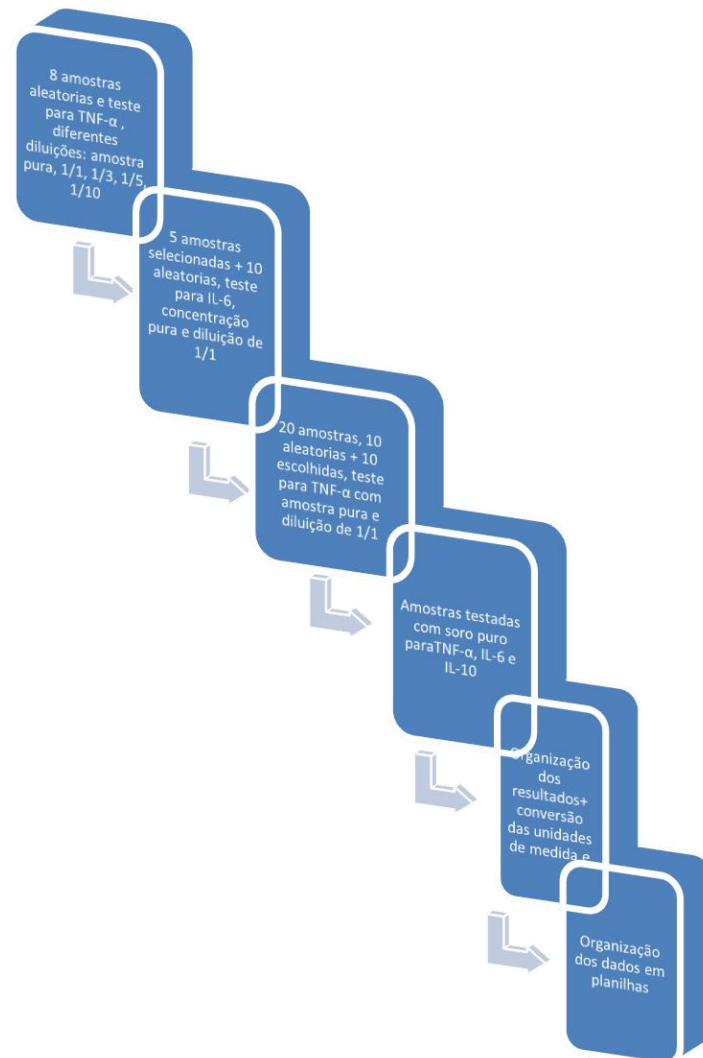 8 amostras
aleatorias e teste
para TNF-α ,
diferentes
diluições: amostra
pura, 1/1, 1/3, 1/5,
1/10
5 amostras
selecionadas + 10
aleatorias, teste
para IL-6,
concentração
pura e diluição de
1/1
20 amostras, 10
aleatorias + 10
escolhidas, teste
para TNF-α com
amostra pura e
diluição de 1/1
Amostras testadas
com soro puro
paraTNF-α, IL-6 e
IL-10
Organização
dos
resultados+
conversão
das unidades
de medida e
Organização
dos dados em
planilhas